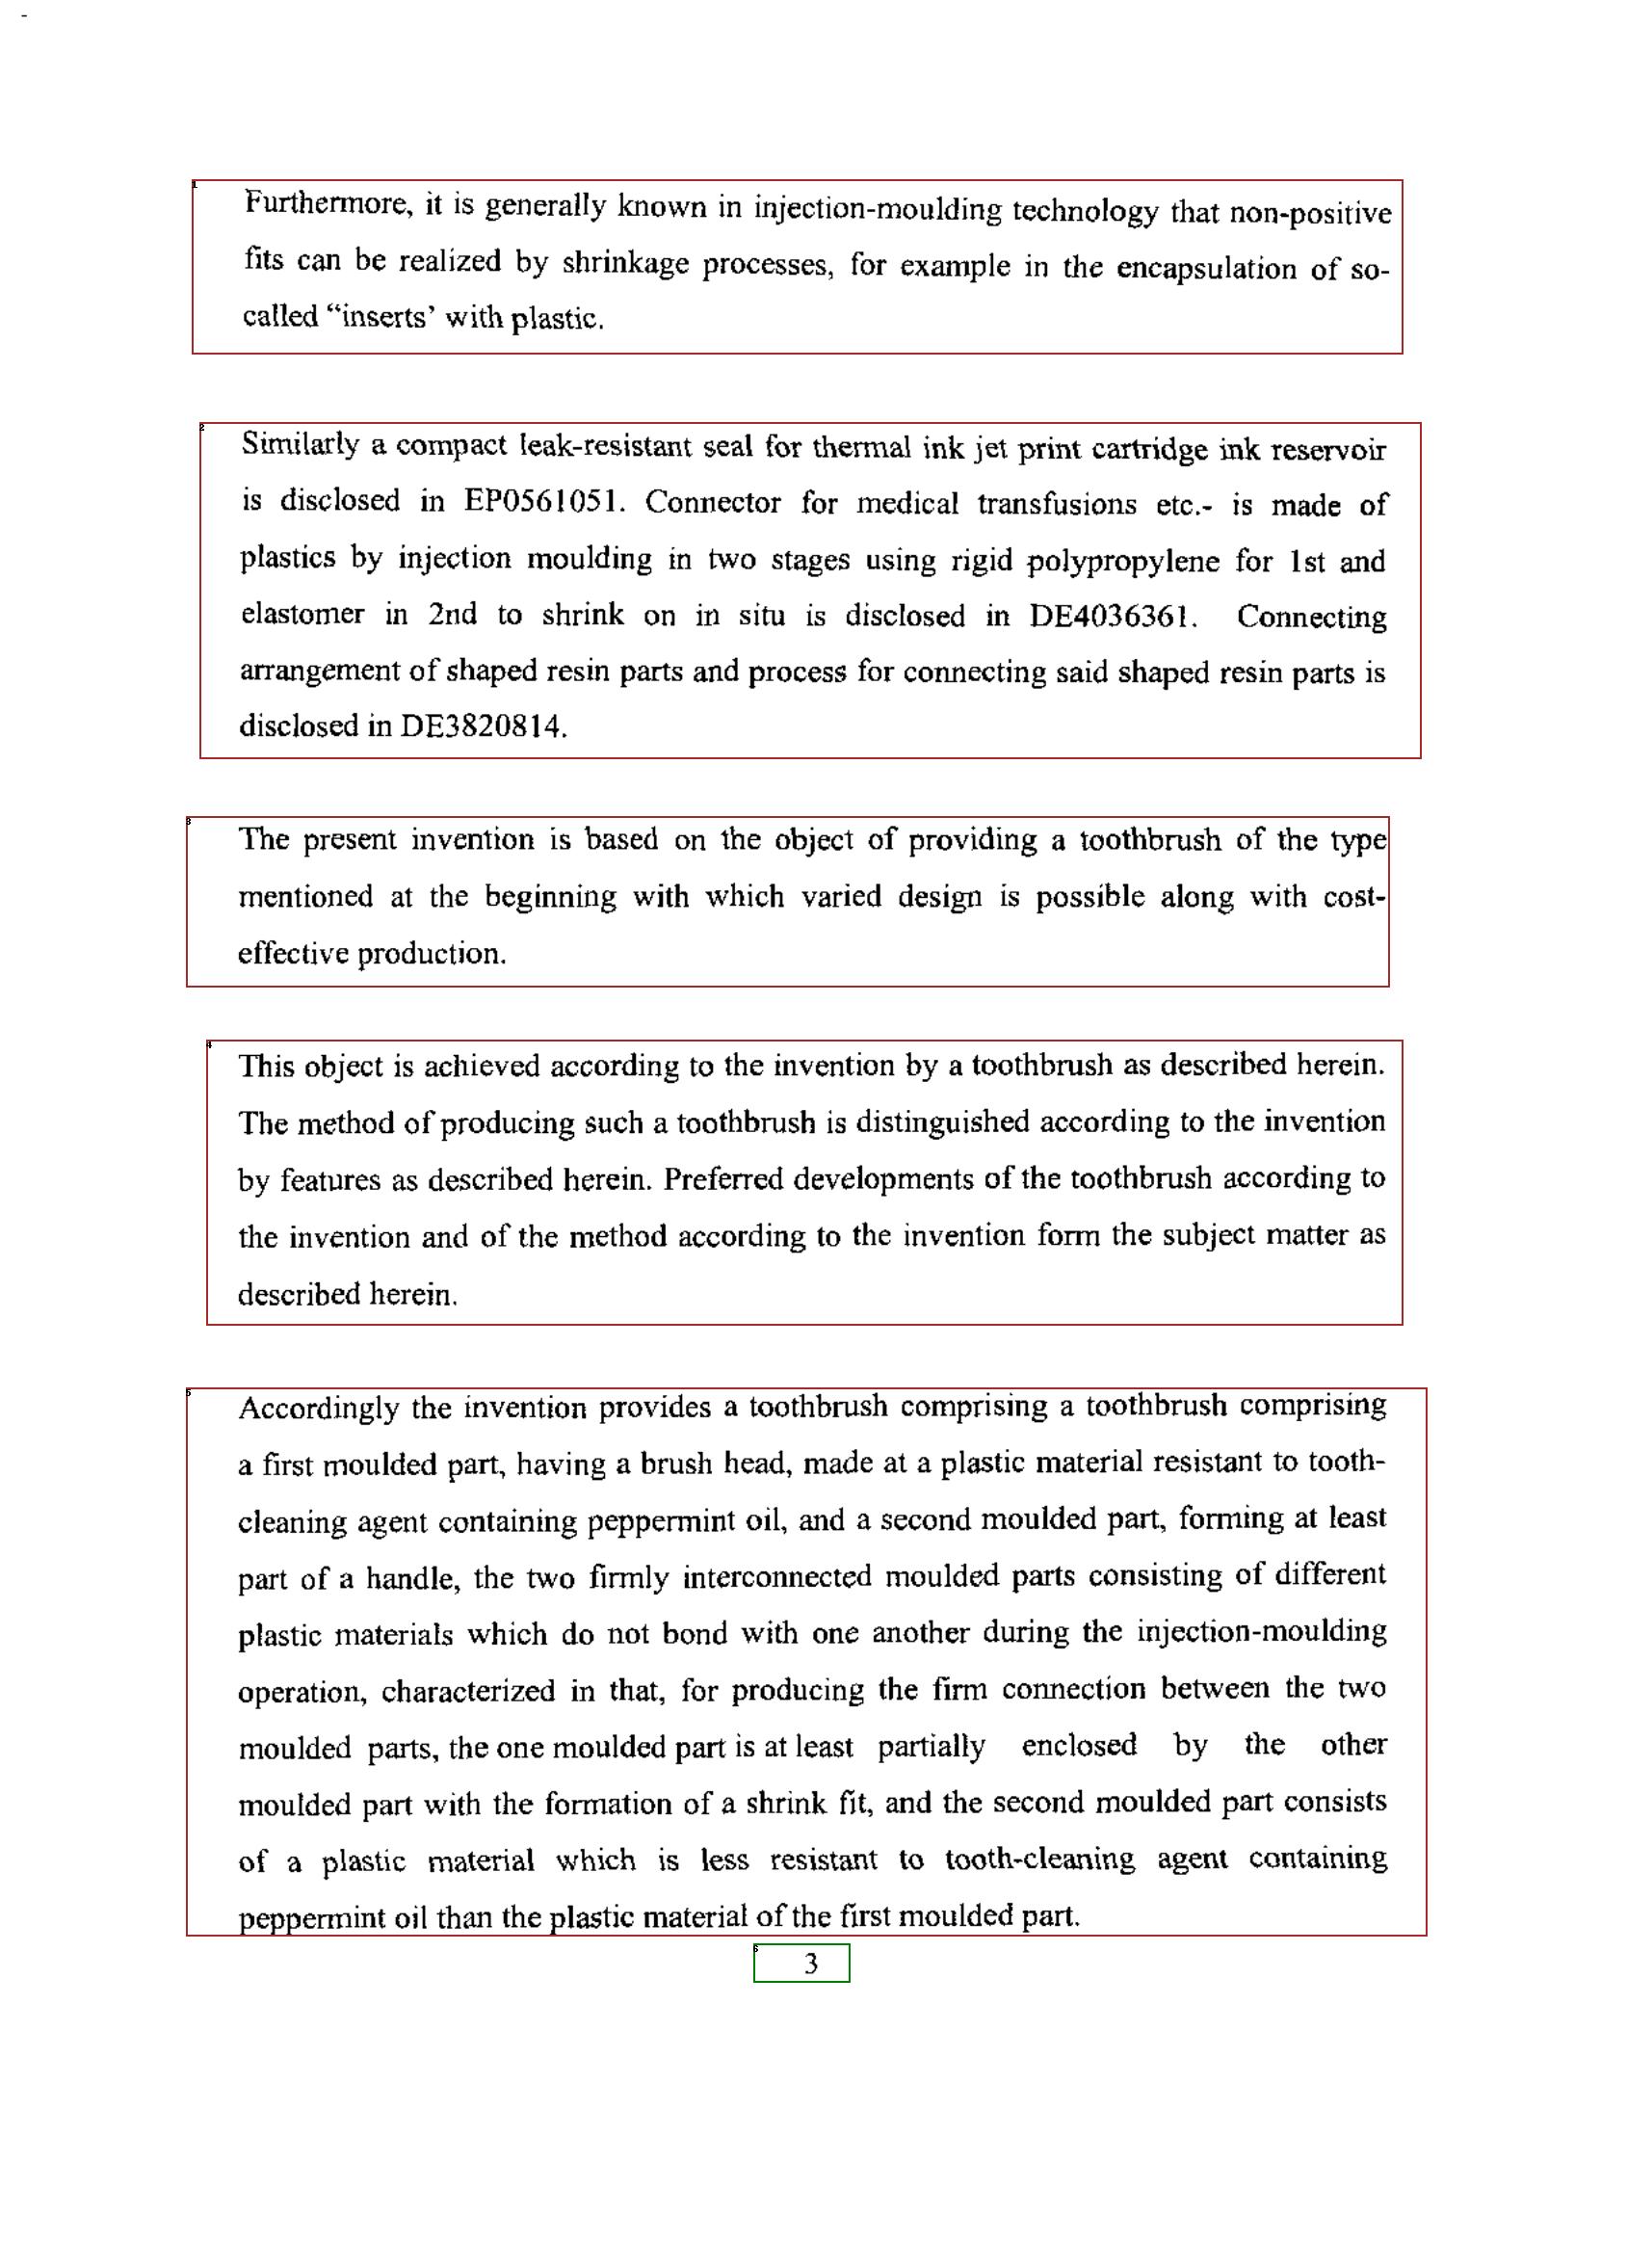 Furthermore, it is generally known in injection-moulding technology that non-positive
fits can be realized by shrinkage processes, for example in the encapsulation of so-
called “inserts’ with plastic.
Similarly a compact leak-resistant seal for thermal ink jet print cartridge ink reservoir
is disclosed in EP0561051. Connector for medical transfusions etc.- is made of
plastics by injection moulding in two stages using rigid polypropylene for 1st and
elastomer in 2nd to shrink on in situ is disclosed in DE4036361. Connecting
arrangement of shaped resin parts and process for connecting said shaped resin parts is
disclosed in DE3820814.
The present invention is based on the object of providing a toothbrush of the type
mentioned at the beginning with which varied design is possible along with cost-
effective production.
This object is achieved according to the invention by a toothbrush as described herein.
The method of producing such a toothbrush is distinguished according to the invention
by features as described herein. Preferred developments of the toothbrush according to
the invention and of the method according to the invention form the subject matter as
described herein.
Accordingly the invention provides a toothbrush comprising a toothbrush comprising
a first moulded part, having a brush head, made at a plastic material resistant to tooth-
cleaning agent containing peppermint oil, and a second moulded part, forming at least
part of a handle, the two firmly interconnected moulded parts consisting of different
plastic materials which do not bond with one another during the injection-moulding
operation, characterized in that, for producing the firm connection between the two
moulded parts, the one moulded part is at least partially enclosed by the other
moulded part with the formation of a shrink fit, and the second moulded part consists
of a plastic material which is less resistant to tooth-cleaning agent containing
peppermint oil than the plastic material of the first moulded part.
3